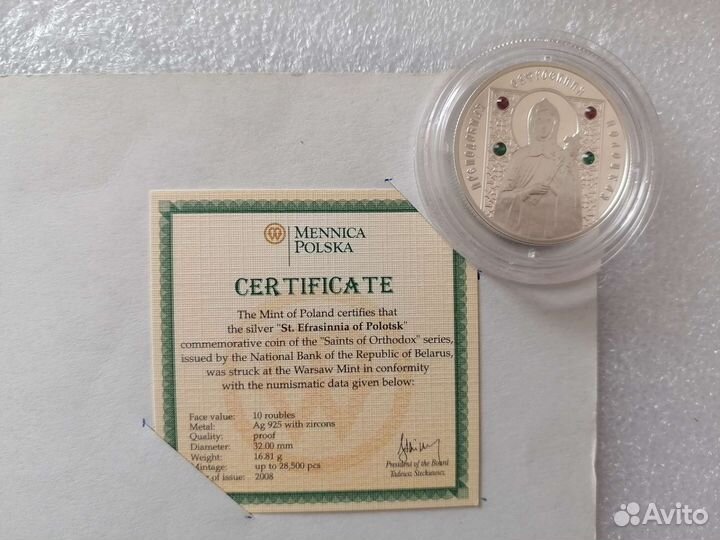 MENNICA
POLSKA
CERTIFICATE
The Mint of Poland certifies that
the silver "St. Efrasinnia of Polotsk"
commemorative coin of the "Saints of Orthodox" series,
issued by the National Bank of the Republic of Belarus,
was struck at the Warsaw Mint in conformity
with the numismatic data given below:
Face value: 10 roubles
Metal: Ag 925 with zircons
Quality: proof
Diameter: 32.00 mm
Weight: 16.81 g
Mintage: up to 28,500 pcs
of issue: 2008
President of the Board
Tadeusz Steckiewicz
Avito